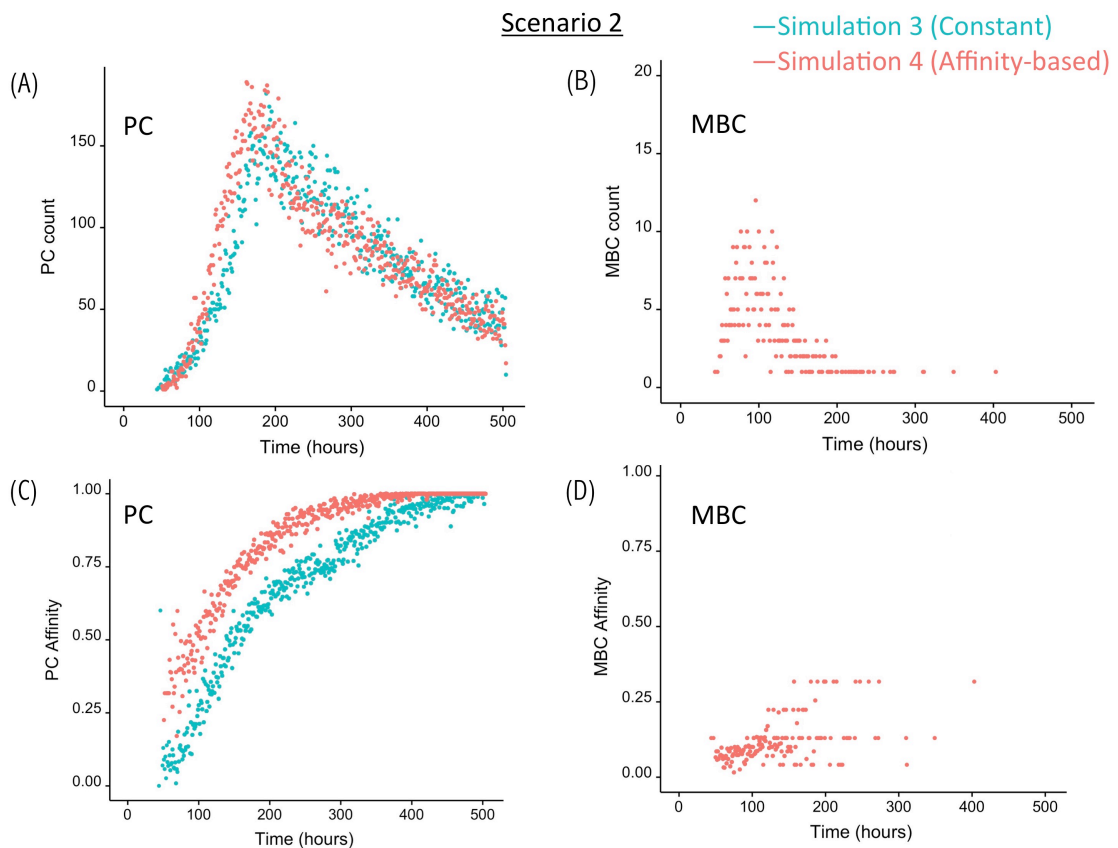 Scenario 2
—Simulation 3 (Constant)
—Simulation 4 (Affinity-based)
(A)
PC
PC count
150
100
50
0
0 100 200 300 400 500
Time (hours)
(B)
MBC
MBC count
20
15
10
5
0
0 100 200 300 400 500
Time (hours)
(C)
PC
PC Affinity
1.00
0.75
0.50
0.25
0.00
0 100 200 300 400 500
Time (hours)
(D)
MBC
MBC Affinity
1.00
0.75
0.50
0.25
0.00
0 100 200 300 400 500
Time (hours)